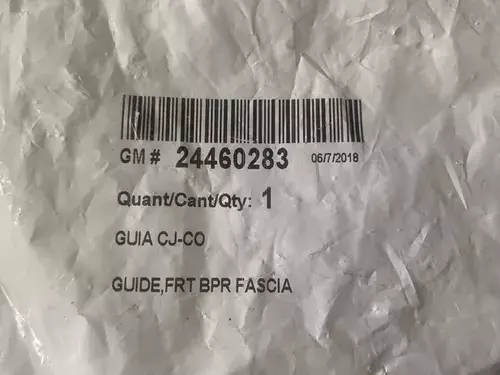 GM # 24460283 06/7/2018
Quant/Cant/Qty: 1
GUIA CJ-CO
GUIDE,FRT BPR FASCIA